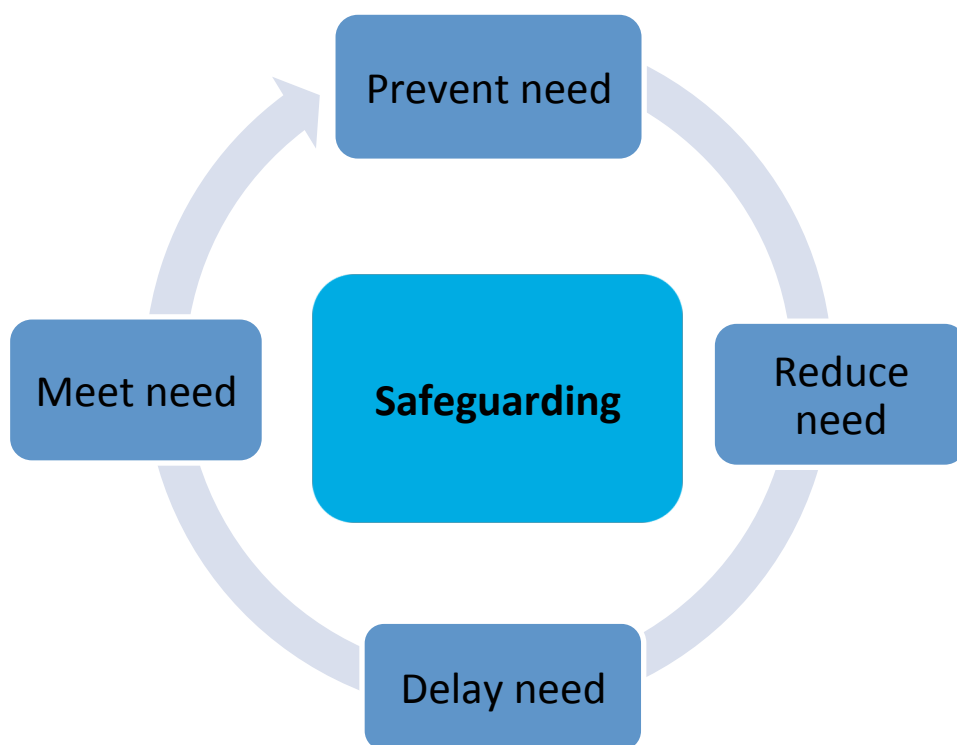 Prevent need
Meet need
Safeguarding
Reduce
need
Delay need